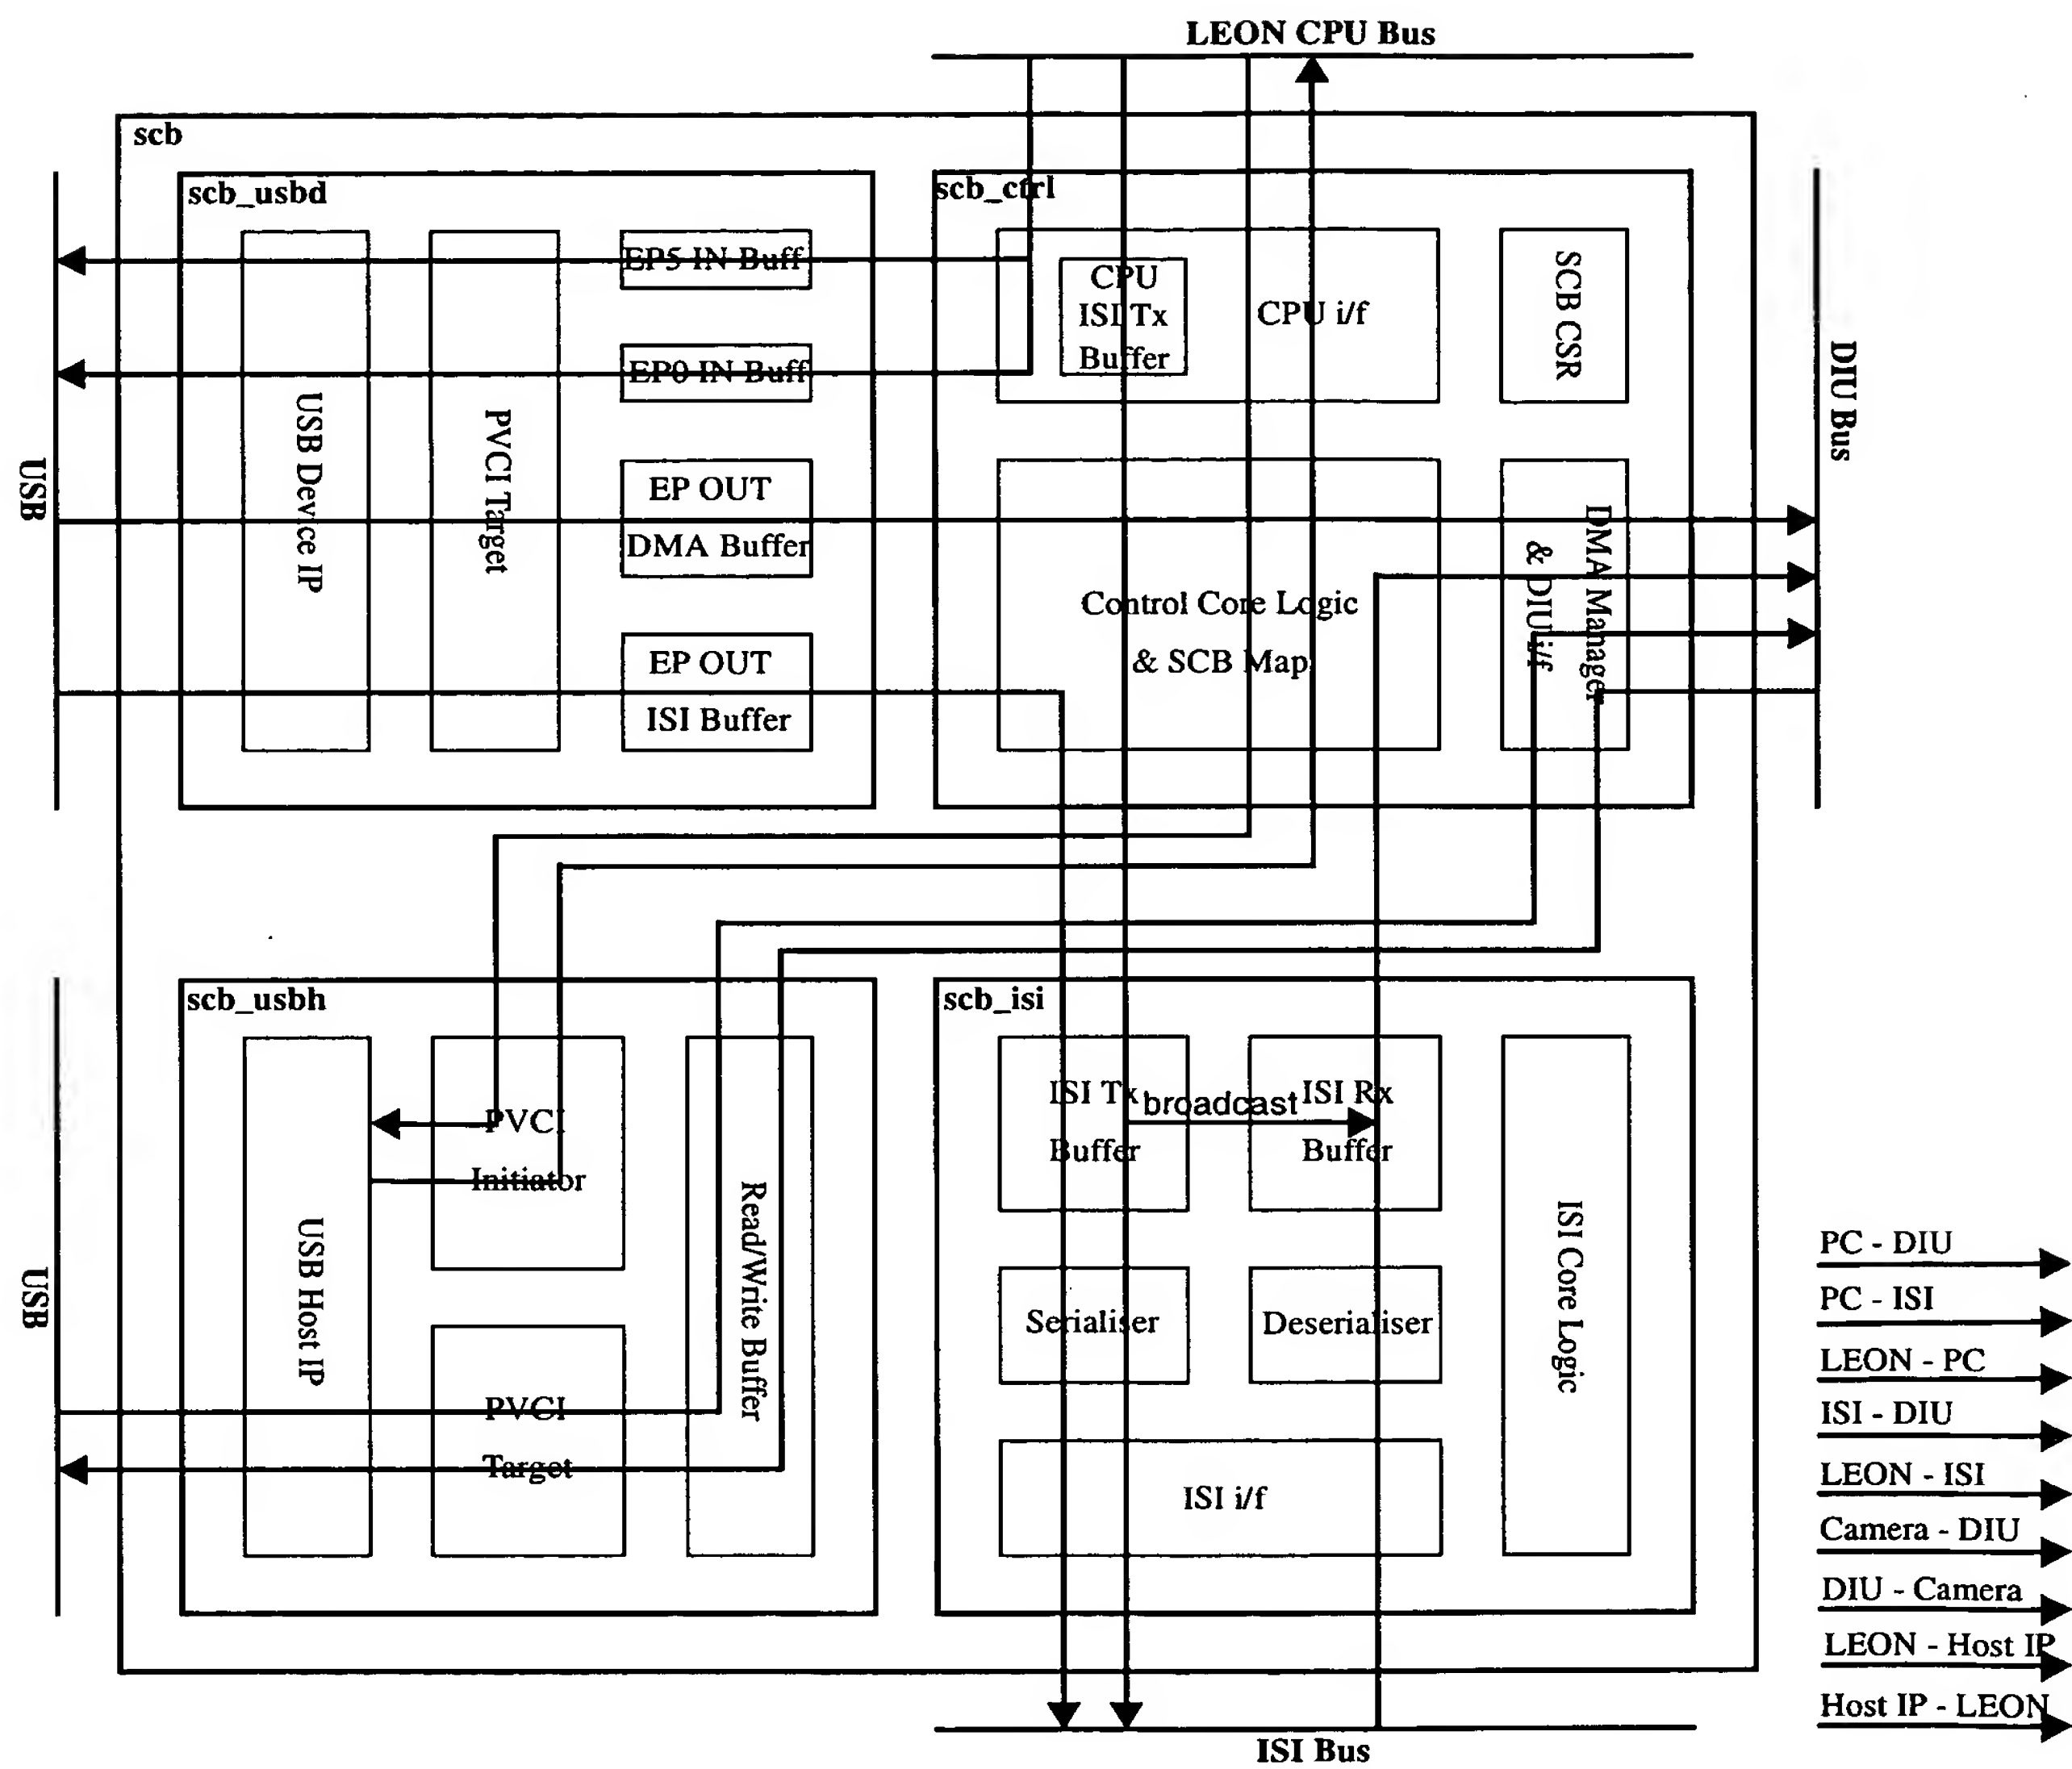 LEON CPU Bus
scb
scb_usbd
scb_ctrl
EP5 IN Buff
EP0 IN Buff
EP OUT
DMA Buffer
EP OUT
ISI Buffer
USB Device IP
PVCI Target
USB
CPU
ISI Tx
Buffer
CPU i/f
SCB CSR
Control Core Logic
& SCB Map
DMA Manager
& DIU i/f
DIU Bus
scb_usbh
scb_isi
USB
USB Host IP
PVCI
Initiator
PVCI
Target
Read/Write Buffer
ISI Tx
Buffer
broadcast
ISI Rx
Buffer
Serialiser
Deserialiser
ISI i/f
ISI Core Logic
ISI Bus
PC - DIU
PC - ISI
LEON - PC
ISI - DIU
LEON - ISI
Camera - DIU
DIU - Camera
LEON - Host IP
Host IP - LEON